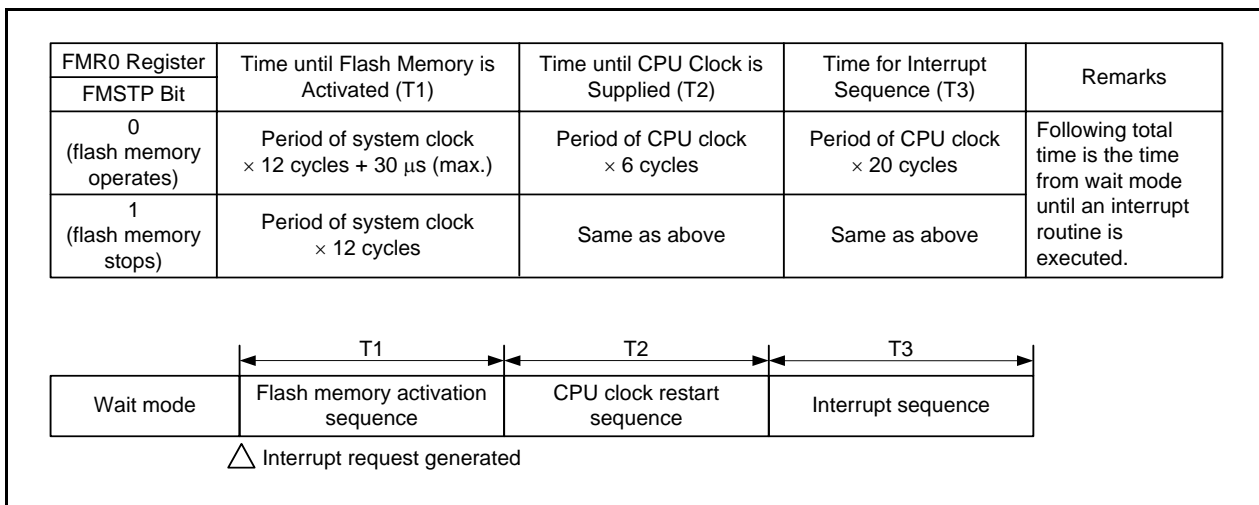 FMR0 Register
FMSTP Bit
Time until Flash Memory is
Activated (T1)
Time until CPU Clock is
Supplied (T2)
Time for Interrupt
Sequence (T3)
Remarks
0
(flash memory
operates)
Period of system clock
× 12 cycles + 30 μs (max.)
Period of CPU clock
× 6 cycles
Period of CPU clock
× 20 cycles
Following total
time is the time
from wait mode
until an interrupt
routine is
executed.
1
(flash memory
stops)
Period of system clock
× 12 cycles
Same as above
Same as above
T1
T2
T3
Wait mode
Flash memory activation
sequence
CPU clock restart
sequence
Interrupt sequence
Interrupt request generated